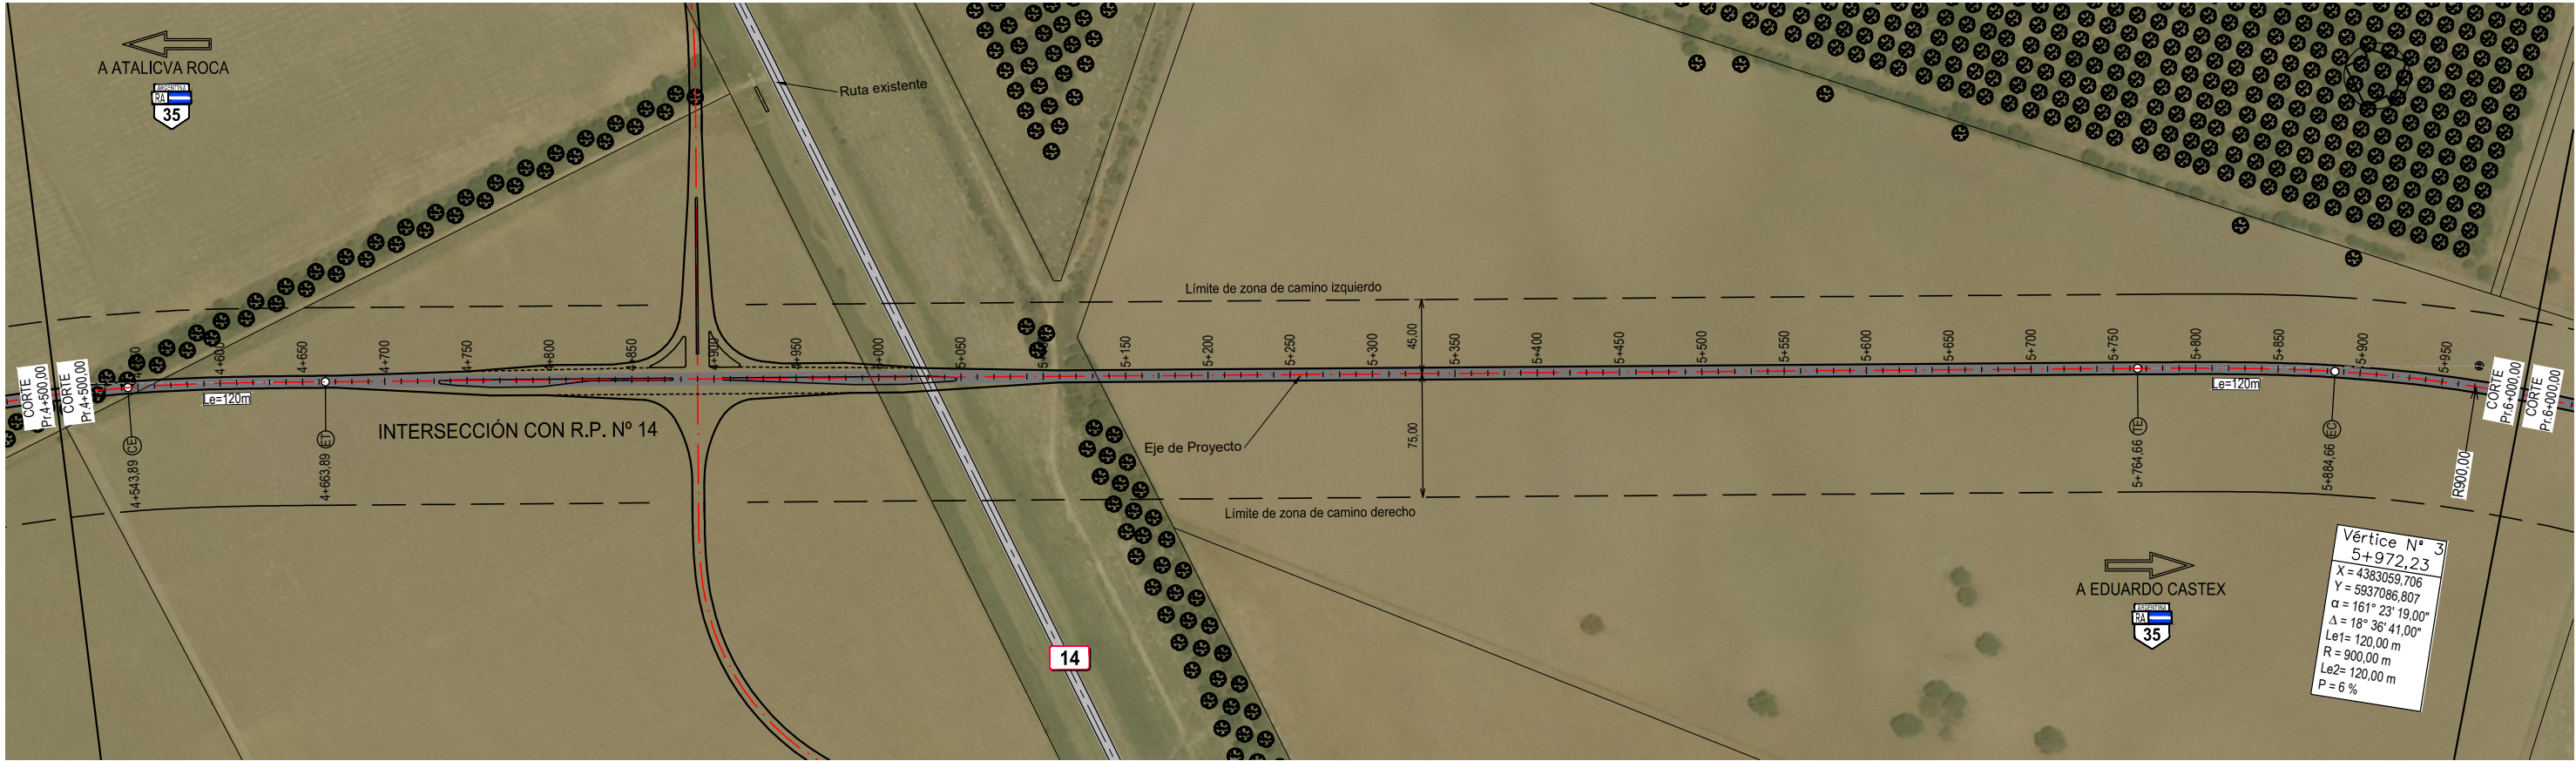 A ATALICVA ROCA
ARGENTINA
RA
35
Ruta existente
Límite de zona de camino izquierdo
45,00
75,00
CORTE
Pr.4+500,00
CORTE
Pr.4+500,00
4+600
4+650
4+700
4+750
4+800
4+850
4+900
4+950
5+000
5+050
5+150
5+200
5+250
5+300
5+350
5+400
5+450
5+500
5+550
5+600
5+650
5+700
5+750
5+800
5+850
5+900
5+950
CORTE
Pr.6+000,00
CORTE
Pr.6+000,00
Le=120m
Le=120m
4+543,89 CE
4+663,89 ET
INTERSECCIÓN CON R.P. Nº 14
Eje de Proyecto
5+764,66 TE
5+884,66 EC
R900,00
Límite de zona de camino derecho
14
A EDUARDO CASTEX
ARGENTINA
RA
35
Vértice N° 3
5+972,23
X = 4383059,706
Y = 5937086,807
α = 161° 23' 19,00"
Δ = 18° 36' 41,00"
Le1= 120,00 m
R = 900,00 m
Le2= 120,00 m
P = 6 %